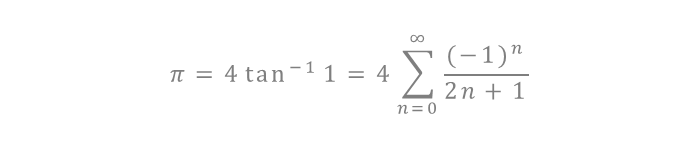 π = 4 tan⁻¹ 1 = 4 ∑_{n=0}^{∞} (−1)ⁿ / (2n + 1)